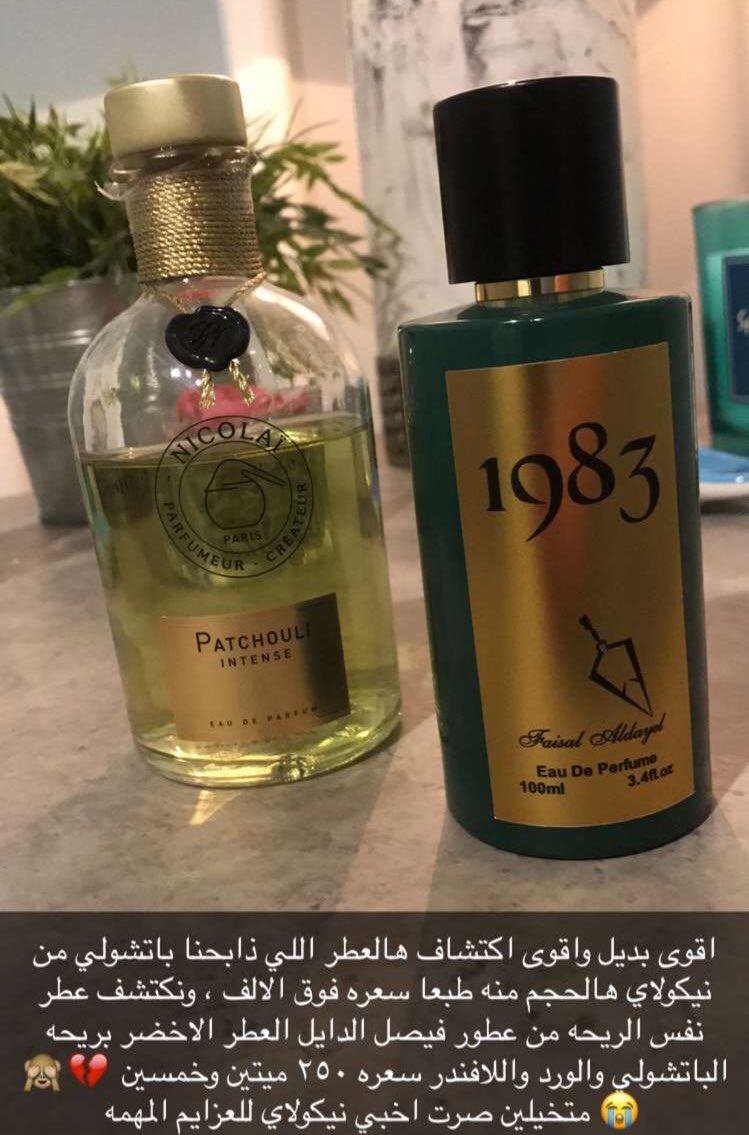 NICOLAÏ
PARIS
PARFUMEUR - CRÉATEUR
PATCHOULI
INTENSE
EAU DE PARFUM
1983
Faisal Aldayel
Eau De Perfume
100ml 3.4fl.oz
اقوى بديل واقوى اكتشاف هالعطر اللي ذابحنا باتشولي من
نيكولاي هالحجم منه طبعا سعره فوق الالف ، ونكتشف عطر
نفس الريحه من عطور فيصل الدايل العطر الاخضر بريحه
الباتشولي والورد واللافندر سعره ٢٥٠ ميتين وخمسين 💔🙈
😭 متخيلين صرت اخبي نيكولاي للعزايم المهمه